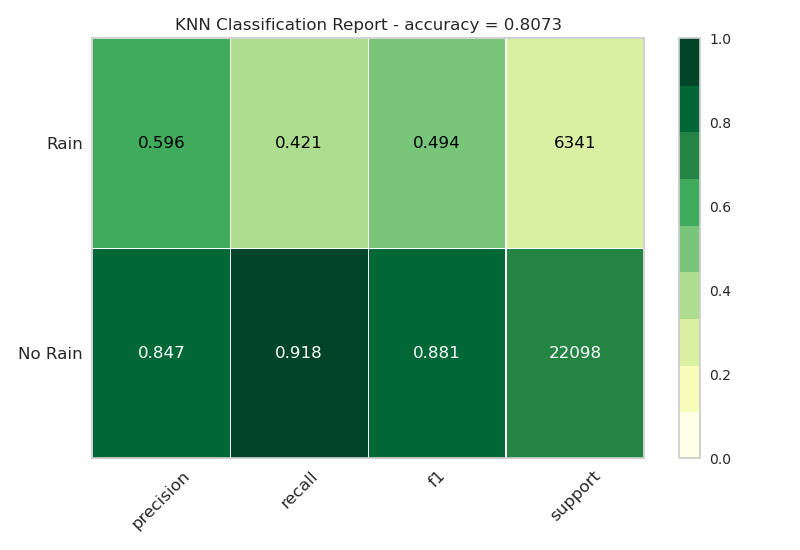 KNN Classification Report - accuracy = 0.8073
Rain 0.596 0.421 0.494 6341
No Rain 0.847 0.918 0.881 22098
precision recall f1 support
1.0
0.8
0.6
0.4
0.2
0.0